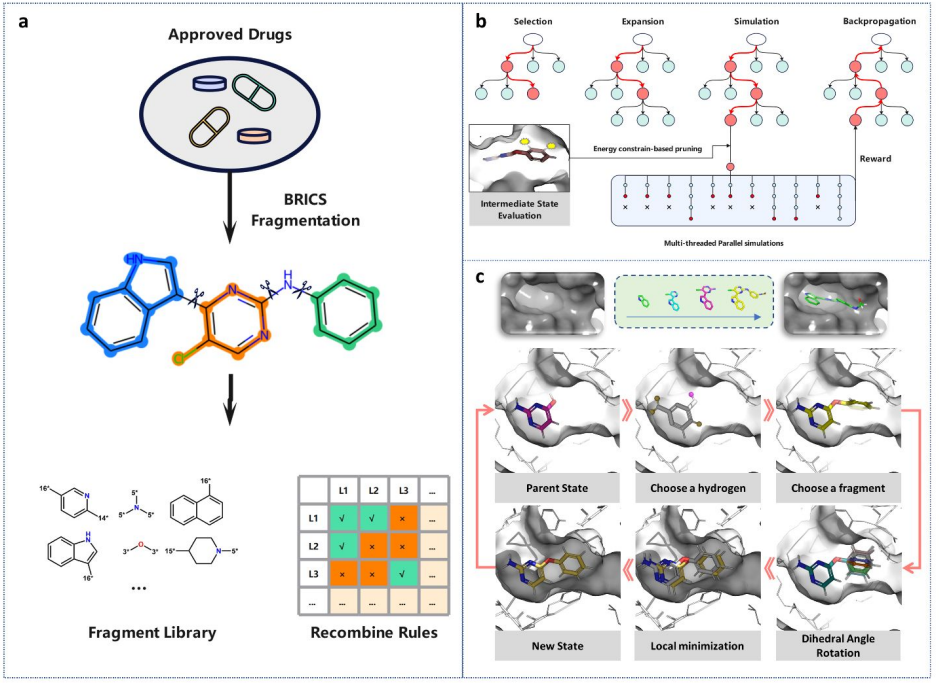 a
Approved Drugs
BRICS
Fragmentation
HN
N
N
H
N
16*
N
14*
5*
N
5*
5*
16*
H
N
16*
O
3*
3*
15*
N
5*
...
Fragment Library
L1 L2 L3 ...
L1 √ √ × ...
L2 √ × × ...
L3 × × √ ...
... ... ... ...
Recombine Rules
b
Selection Expansion Simulation Backpropagation
Energy constrain-based pruning
Reward
Intermediate State
Evaluation
Multi-threaded Parallel simulations
c
Parent State
Choose a hydrogen
Choose a fragment
New State
Local minimization
Dihedral Angle
Rotation